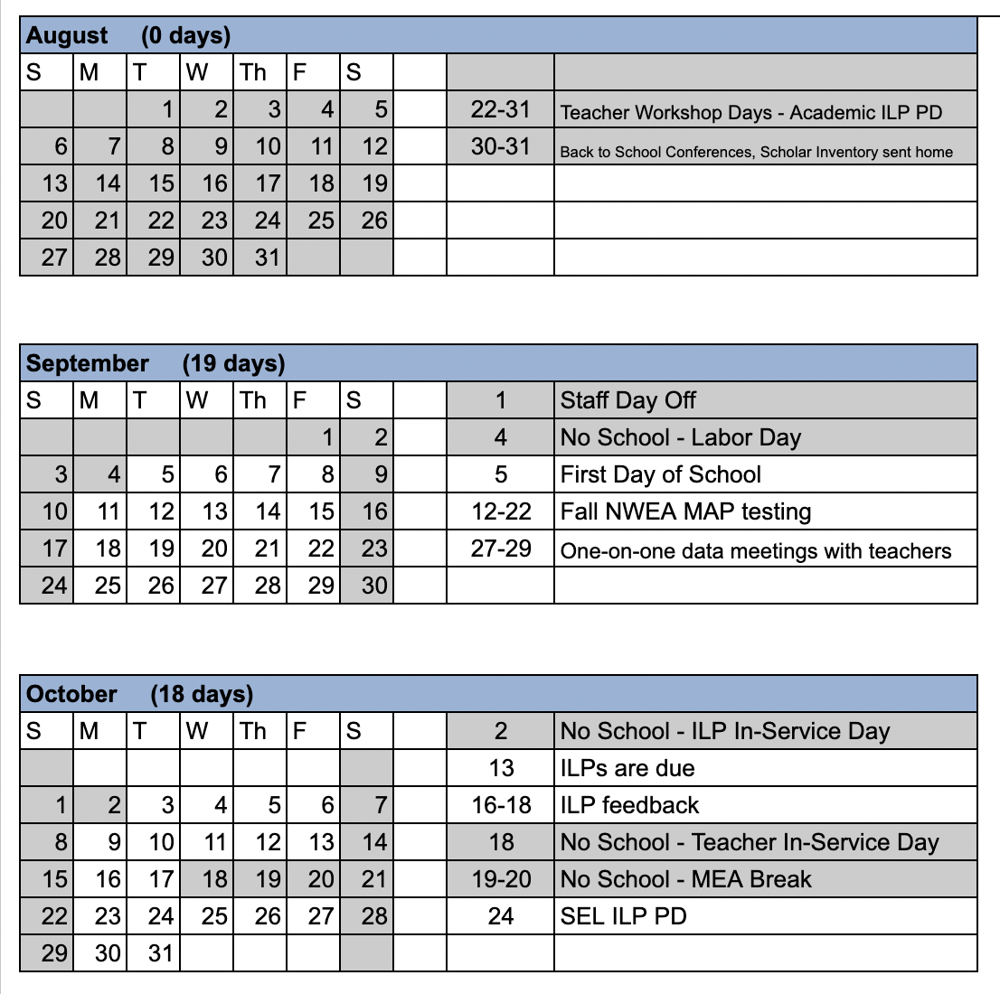 August (0 days)
S M T W Th F S
1 2 3 4 5 22-31 Teacher Workshop Days - Academic ILP PD
6 7 8 9 10 11 12 30-31 Back to School Conferences, Scholar Inventory sent home
13 14 15 16 17 18 19
20 21 22 23 24 25 26
27 28 29 30 31
September (19 days)
S M T W Th F S 1 Staff Day Off
1 2 4 No School - Labor Day
3 4 5 6 7 8 9 5 First Day of School
10 11 12 13 14 15 16 12-22 Fall NWEA MAP testing
17 18 19 20 21 22 23 27-29 One-on-one data meetings with teachers
24 25 26 27 28 29 30
October (18 days)
S M T W Th F S 2 No School - ILP In-Service Day
13 ILPs are due
1 2 3 4 5 6 7 16-18 ILP feedback
8 9 10 11 12 13 14 18 No School - Teacher In-Service Day
15 16 17 18 19 20 21 19-20 No School - MEA Break
22 23 24 25 26 27 28 24 SEL ILP PD
29 30 31